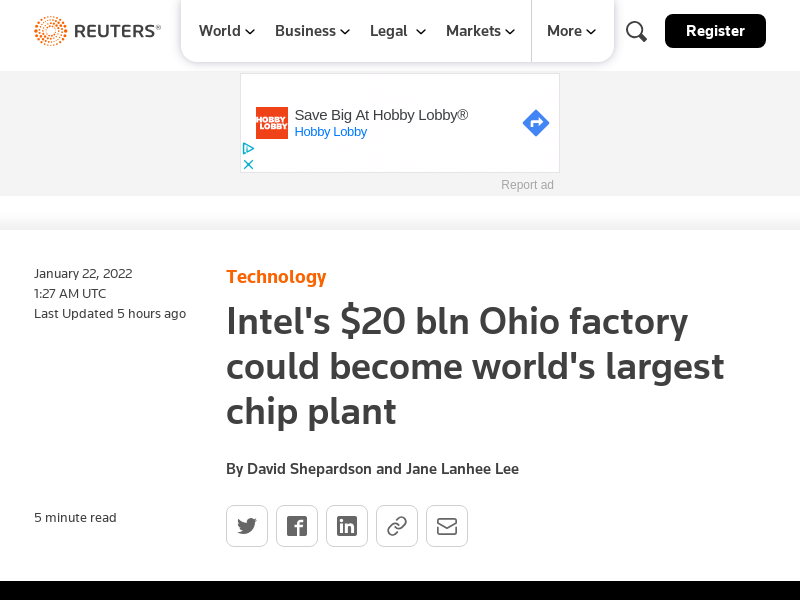 REUTERS®
World
Business
Legal
Markets
More
Register
HOBBY
LOBBY
Save Big At Hobby Lobby®
Hobby Lobby
Report ad
January 22, 2022
1:27 AM UTC
Last Updated 5 hours ago
Technology
Intel's $20 bln Ohio factory
could become world's largest
chip plant
By David Shepardson and Jane Lanhee Lee
5 minute read